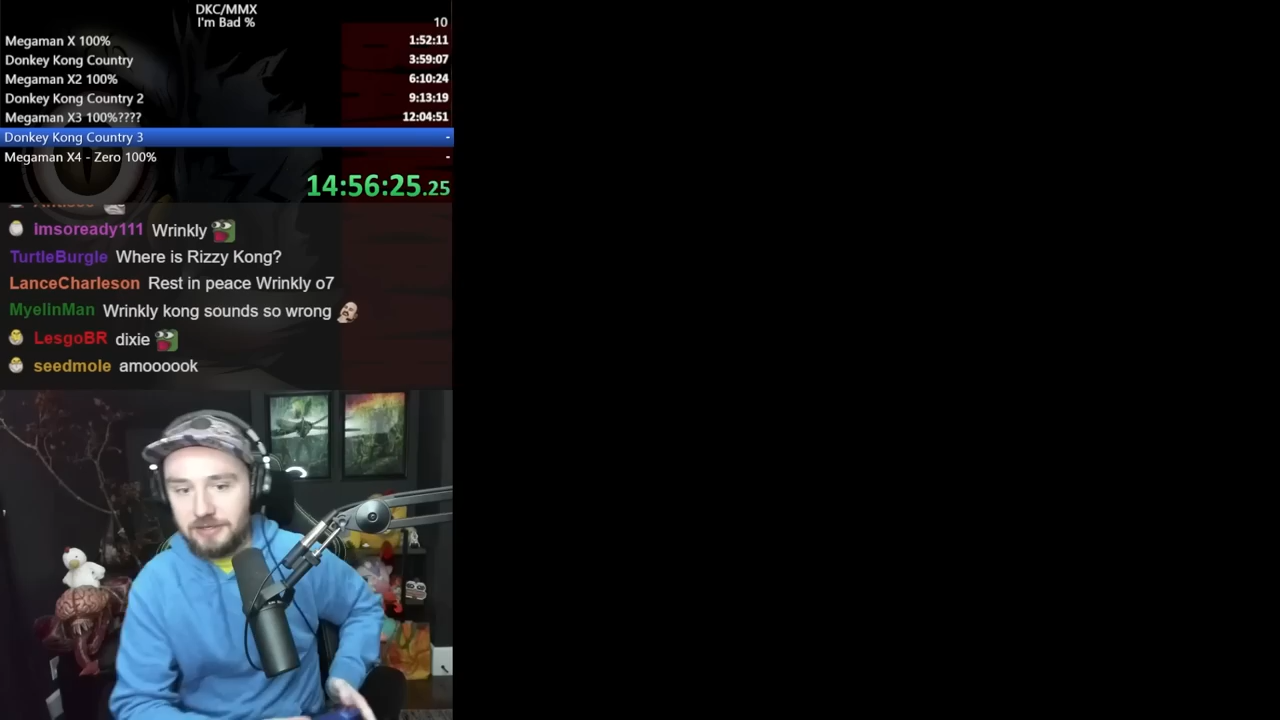 DKC/MMX
I'm Bad %
10
Megaman X 100% 1:52:11
Donkey Kong Country 3:59:07
Megaman X2 100% 6:10:24
Donkey Kong Country 2 9:13:19
Megaman X3 100%???? 12:04:51
Donkey Kong Country 3 -
Megaman X4 - Zero 100% -
14:56:25.25
imsoready111 Wrinkly
TurtleBurgle Where is Rizzy Kong?
LanceCharleson Rest in peace Wrinkly o7
MyelinMan Wrinkly kong sounds so wrong
LesgoBR dixie
seedmole amoooook